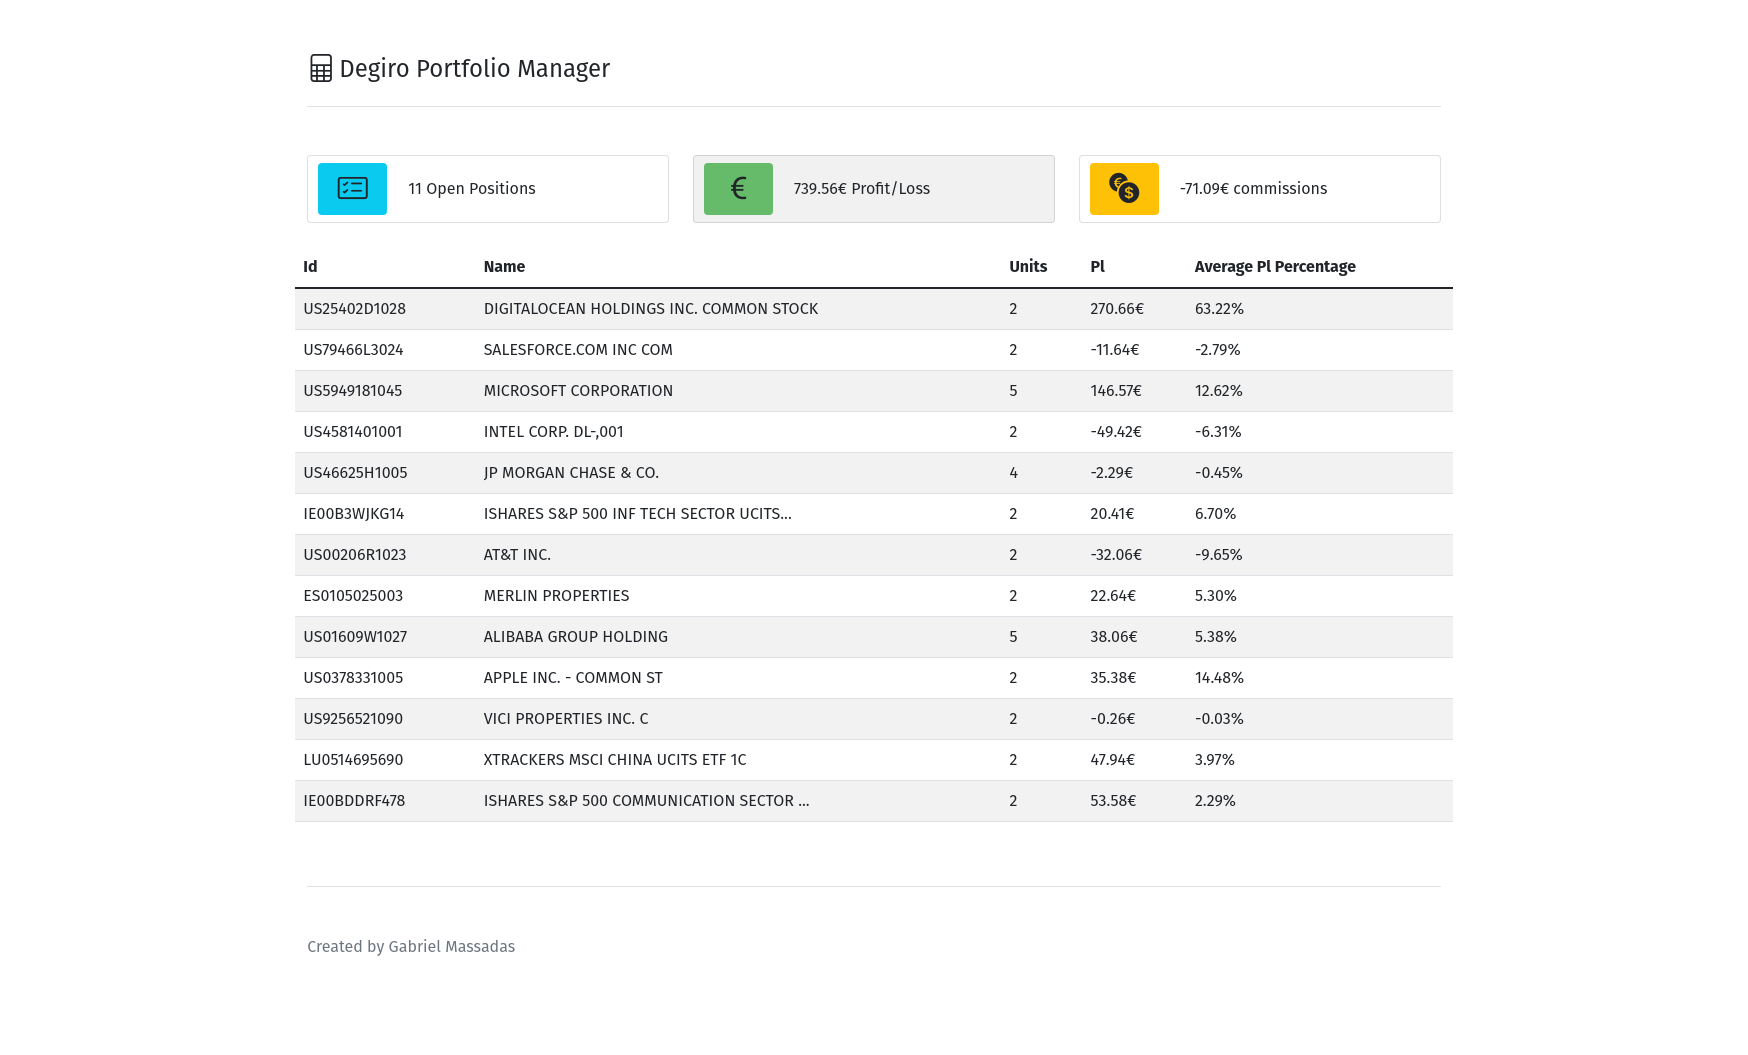 Degiro Portfolio Manager
11 Open Positions
€ 739.56€ Profit/Loss
€ $ -71.09€ commissions
Id Name Units Pl Average Pl Percentage
US25402D1028 DIGITALOCEAN HOLDINGS INC. COMMON STOCK 2 270.66€ 63.22%
US79466L3024 SALESFORCE.COM INC COM 2 -11.64€ -2.79%
US5949181045 MICROSOFT CORPORATION 5 146.57€ 12.62%
US4581401001 INTEL CORP. DL-,001 2 -49.42€ -6.31%
US46625H1005 JP MORGAN CHASE & CO. 4 -2.29€ -0.45%
IE00B3WJKG14 ISHARES S&P 500 INF TECH SECTOR UCITS... 2 20.41€ 6.70%
US00206R1023 AT&T INC. 2 -32.06€ -9.65%
ES0105025003 MERLIN PROPERTIES 2 22.64€ 5.30%
US01609W1027 ALIBABA GROUP HOLDING 5 38.06€ 5.38%
US0378331005 APPLE INC. - COMMON ST 2 35.38€ 14.48%
US9256521090 VICI PROPERTIES INC. C 2 -0.26€ -0.03%
LU0514695690 XTRACKERS MSCI CHINA UCITS ETF 1C 2 47.94€ 3.97%
IE00BDDRF478 ISHARES S&P 500 COMMUNICATION SECTOR ... 2 53.58€ 2.29%
Created by Gabriel Massadas